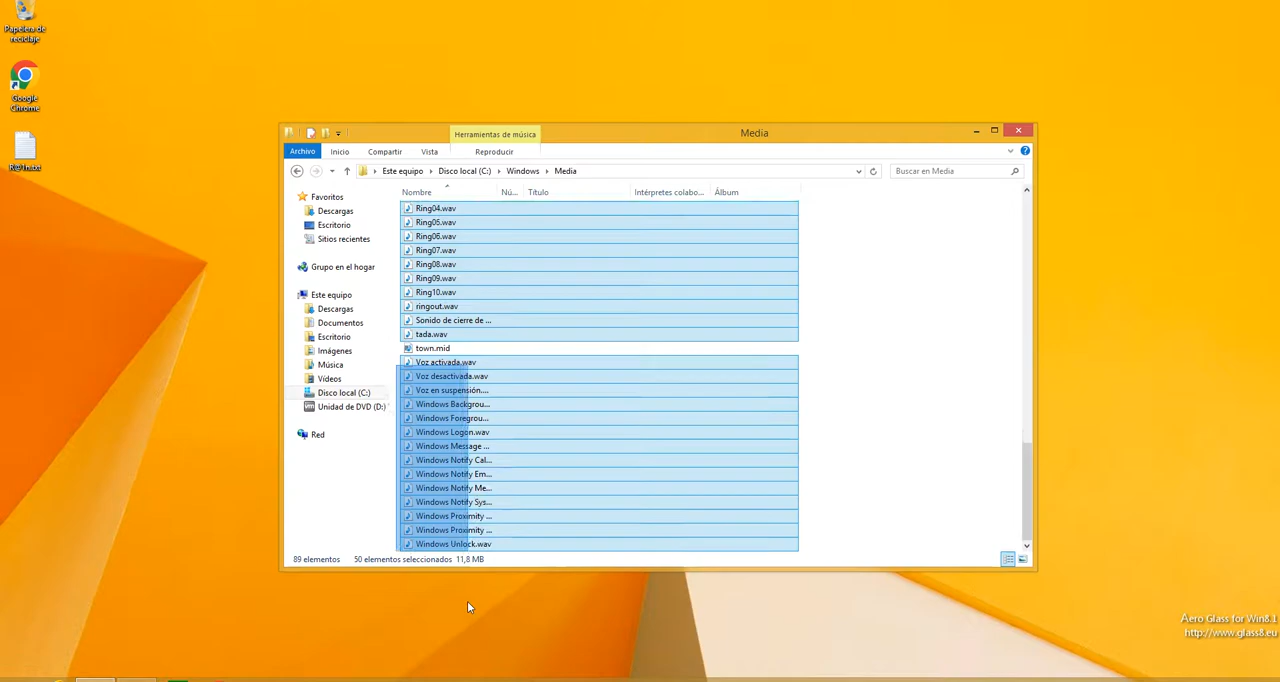 Papelera de
reciclaje
Google
Chrome
Herramientas de música
Media
Archivo
Inicio
Compartir
Vista
Reproducir
Este equipo
Disco local (C:)
Windows
Media
Buscar en Media
Nombre
Nú...
Título
Intérpretes colabo...
Álbum
Favoritos
Descargas
Escritorio
Sitios recientes
Grupo en el hogar
Este equipo
Descargas
Documentos
Escritorio
Imágenes
Música
Vídeos
Disco local (C:)
Unidad de DVD (D:)
Red
Ring04.wav
Ring05.wav
Ring06.wav
Ring07.wav
Ring08.wav
Ring09.wav
Ring10.wav
ringout.wav
Sonido de cierre de ...
tada.wav
town.mid
Voz activada.wav
Voz desactivada.wav
Voz en suspensión....
Windows Backgrou...
Windows Foregrou...
Windows Logon.wav
Windows Message ...
Windows Notify Cal...
Windows Notify Em...
Windows Notify Me...
Windows Notify Sys...
Windows Proximity ...
Windows Proximity ...
Windows Unlock.wav
89 elementos
50 elementos seleccionados
11,8 MB
Aero Glass for Win8.1
http://www.glass8.eu